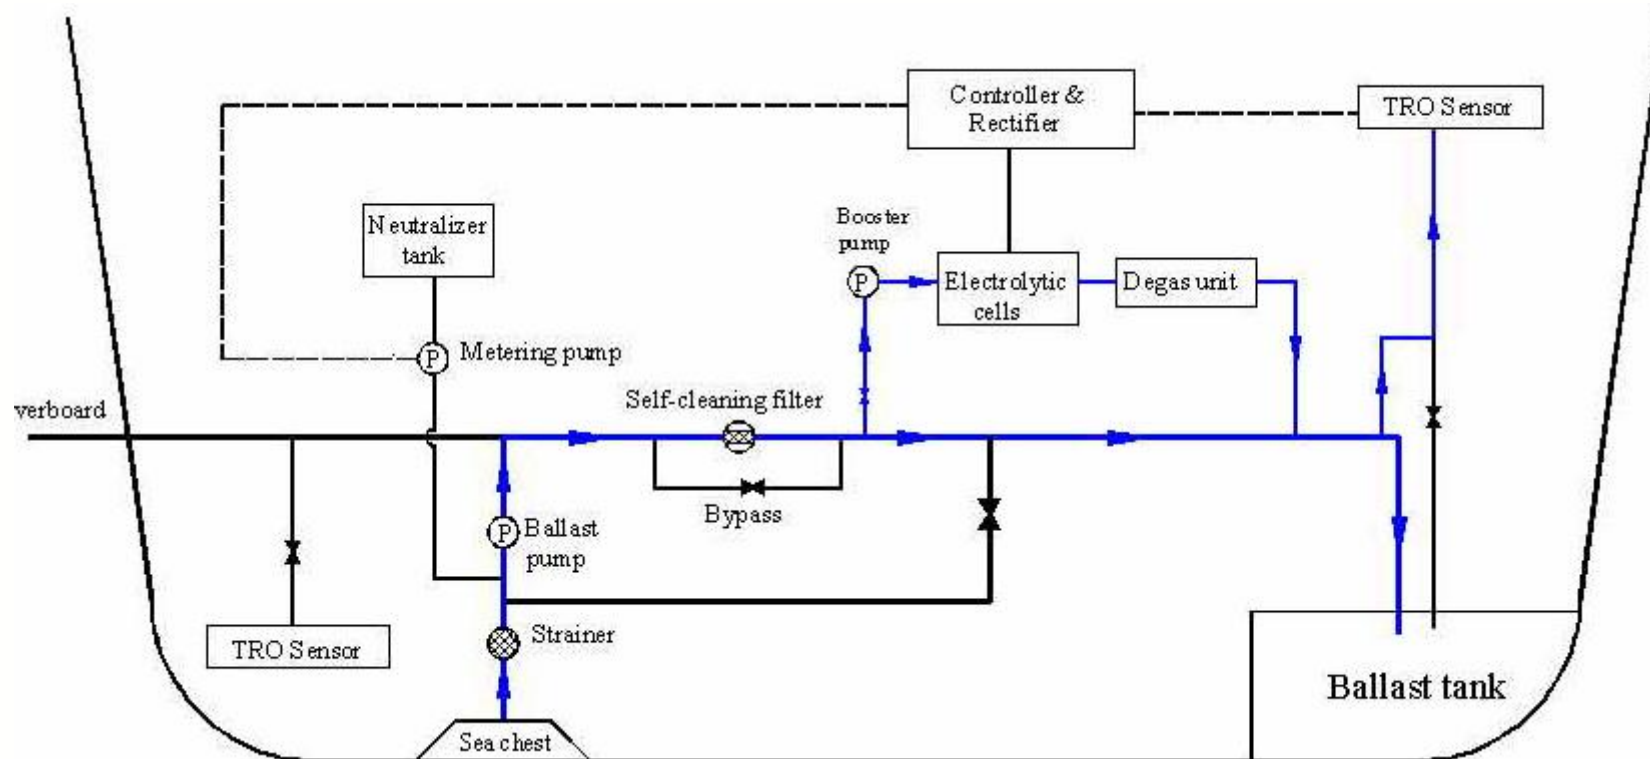 Controller &
Rectifier
TRO Sensor
Neutralizer
tank
Booster
pump
P
Electrolytic
cells
Degas unit
P
Metering pump
Self-cleaning filter
verboard
Bypass
P
Ballast
pump
Strainer
TRO Sensor
Ballast tank
Sea chest